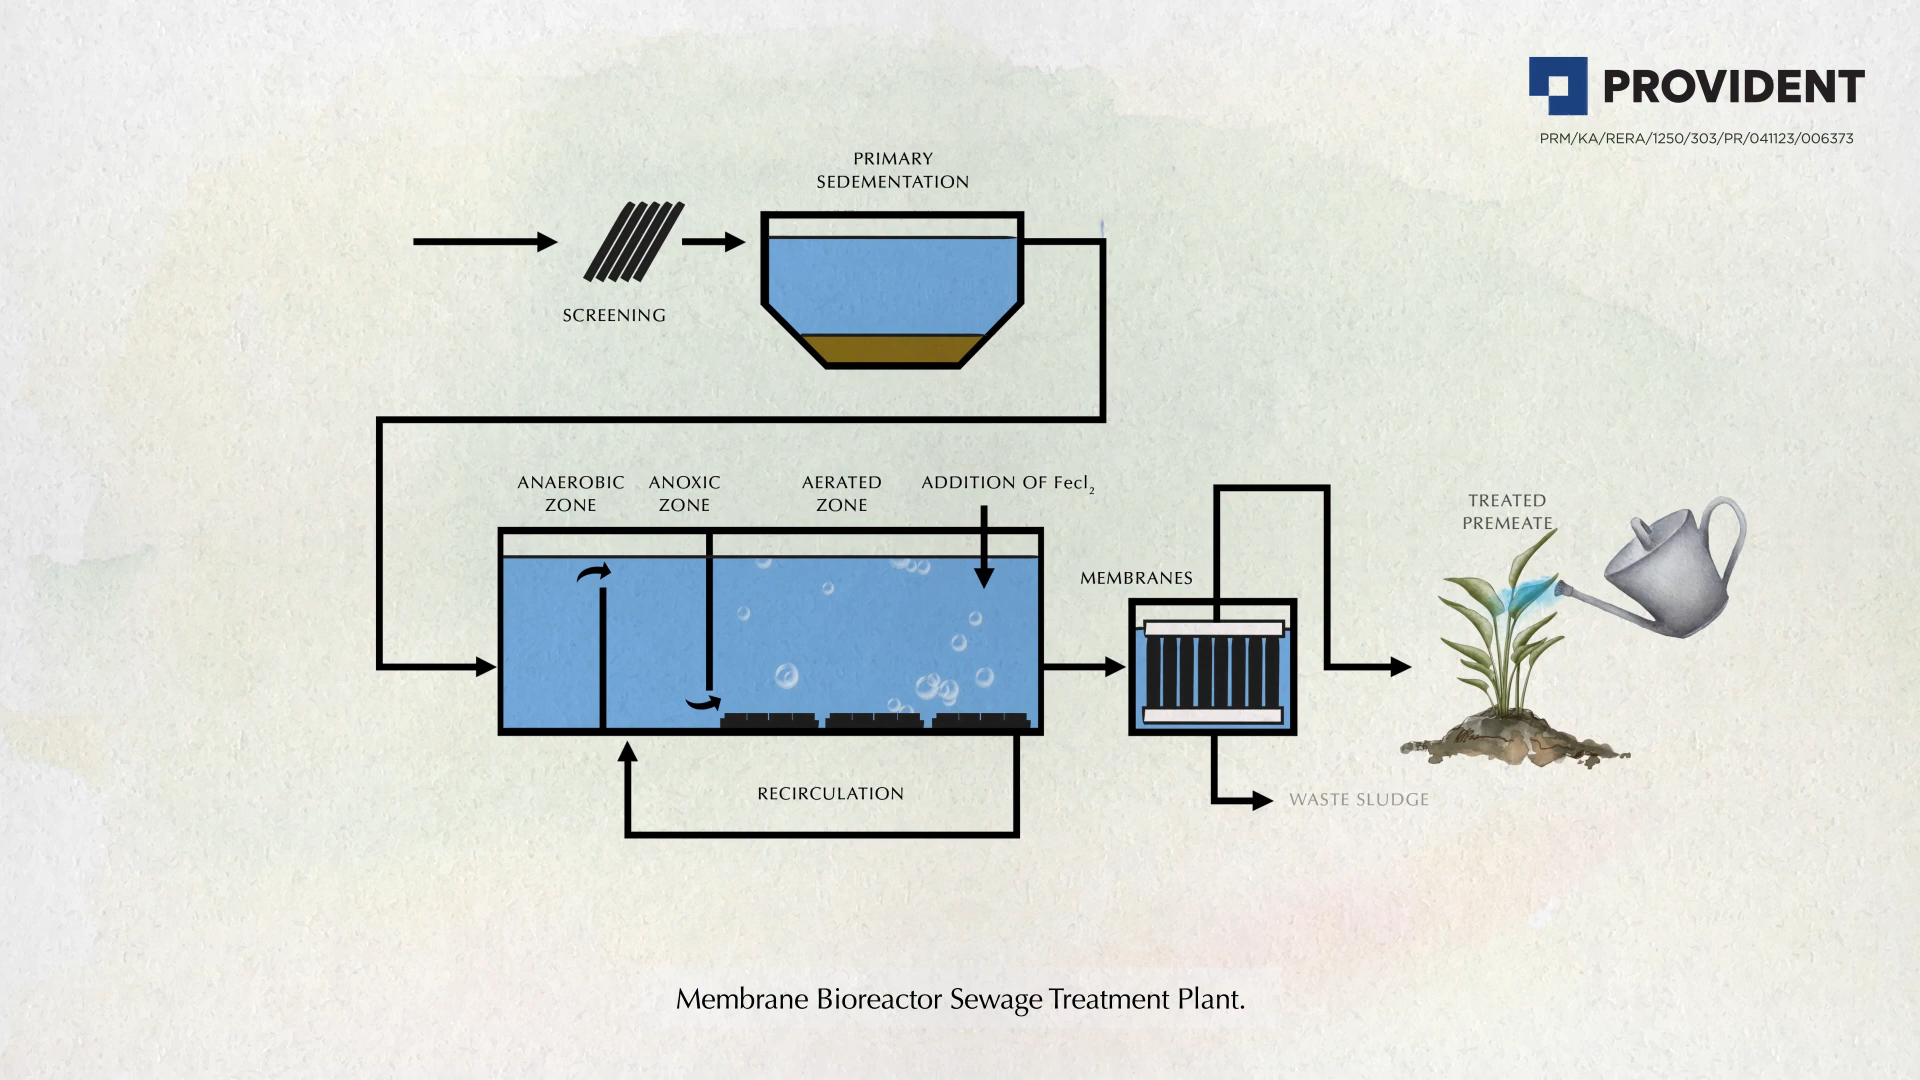 PROVIDENT
PRM/KA/RERA/1250/303/PR/041123/006373
PRIMARY
SEDEMENTATION
SCREENING
ANAEROBIC
ZONE
ANOXIC
ZONE
AERATED
ZONE
ADDITION OF Fecl₂
TREATED
PREMEATE
MEMBRANES
RECIRCULATION
WASTE SLUDGE
Membrane Bioreactor Sewage Treatment Plant.